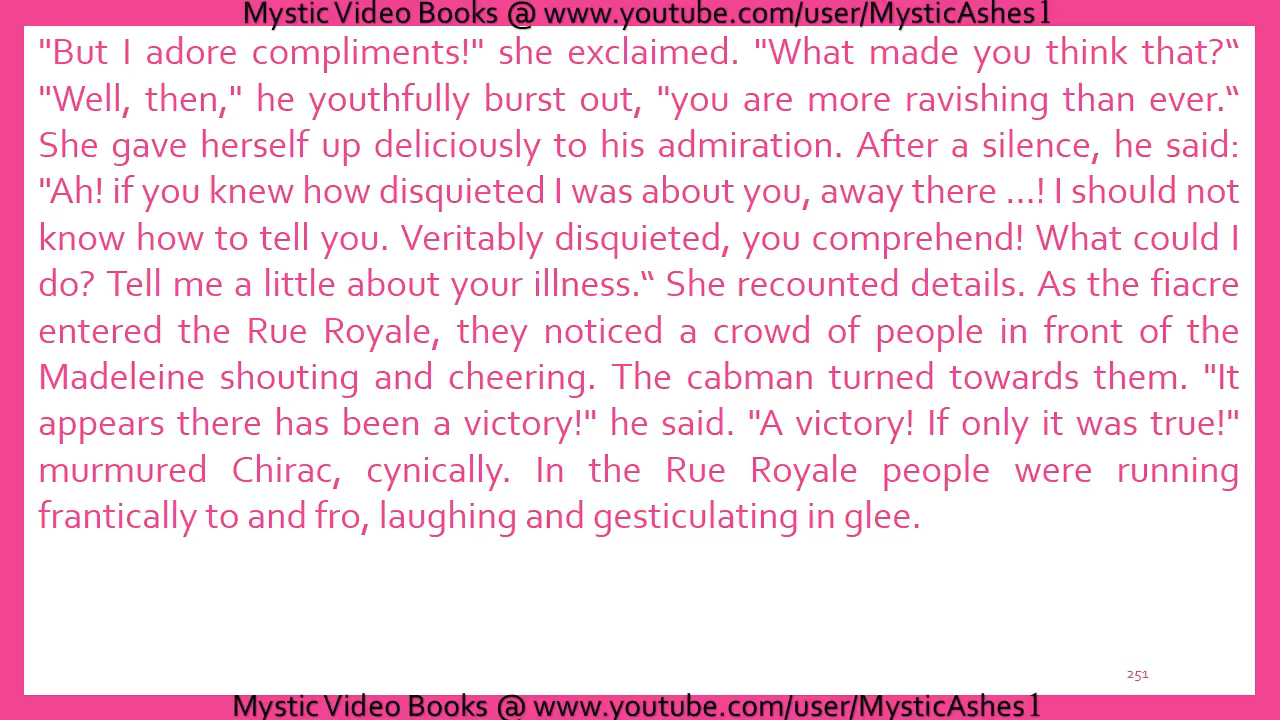 Mystic Video Books @ www.youtube.com/user/MysticAshes1
"But I adore compliments!" she exclaimed. "What made you think that?“
"Well, then," he youthfully burst out, "you are more ravishing than ever.“
She gave herself up deliciously to his admiration. After a silence, he said:
"Ah! if you knew how disquieted I was about you, away there ...! I should not
know how to tell you. Veritably disquieted, you comprehend! What could I
do? Tell me a little about your illness.“ She recounted details. As the fiacre
entered the Rue Royale, they noticed a crowd of people in front of the
Madeleine shouting and cheering. The cabman turned towards them. "It
appears there has been a victory!" he said. "A victory! If only it was true!"
murmured Chirac, cynically. In the Rue Royale people were running
frantically to and fro, laughing and gesticulating in glee.
251
Mystic Video Books @ www.youtube.com/user/MysticAshes1